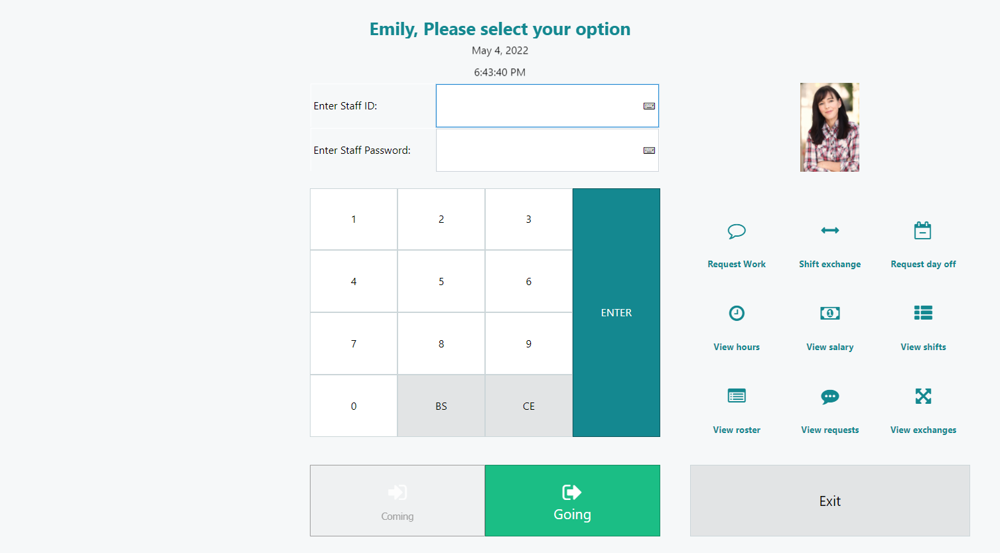 Emily, Please select your option
May 4, 2022
6:43:40 PM
Enter Staff ID:
Enter Staff Password:
1 2 3
4 5 6
ENTER
7 8 9
0 BS CE
Request Work Shift exchange Request day off
View hours View salary View shifts
View roster View requests View exchanges
Coming
Going
Exit